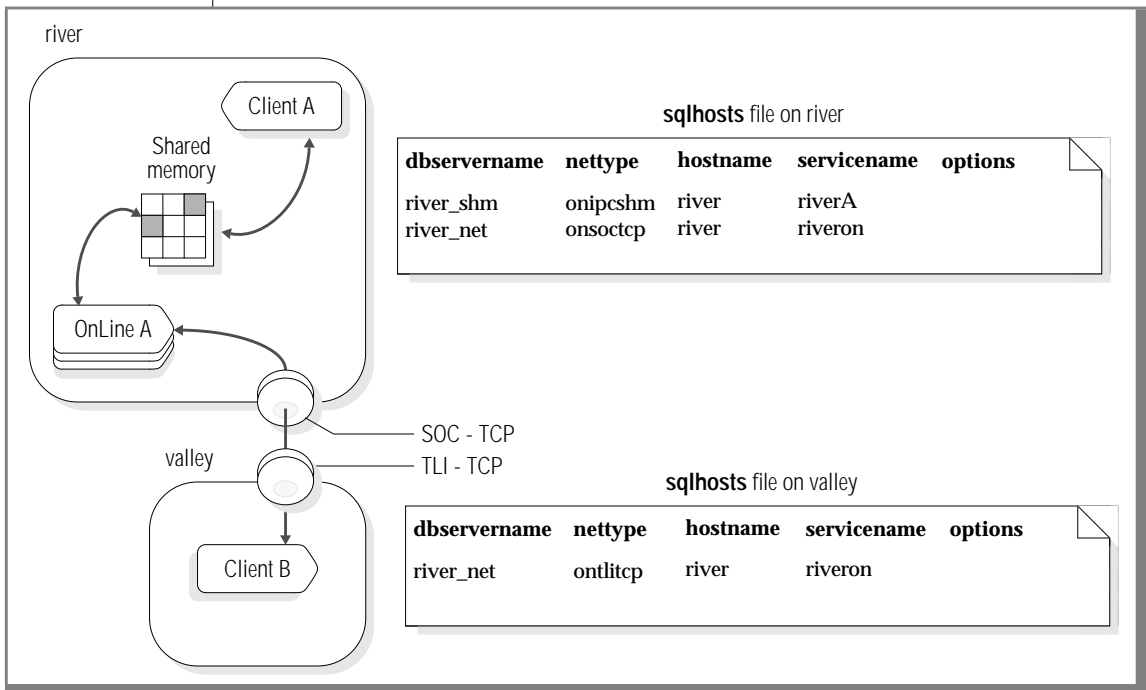 river
Client A
Shared
memory
OnLine A
sqlhosts file on river
dbservername nettype hostname servicename options
river_shm onipcshm river riverA
river_net onsoctcp river riveron
SOC - TCP
TLI - TCP
valley
Client B
sqlhosts file on valley
dbservername nettype hostname servicename options
river_net ontlitcp river riveron